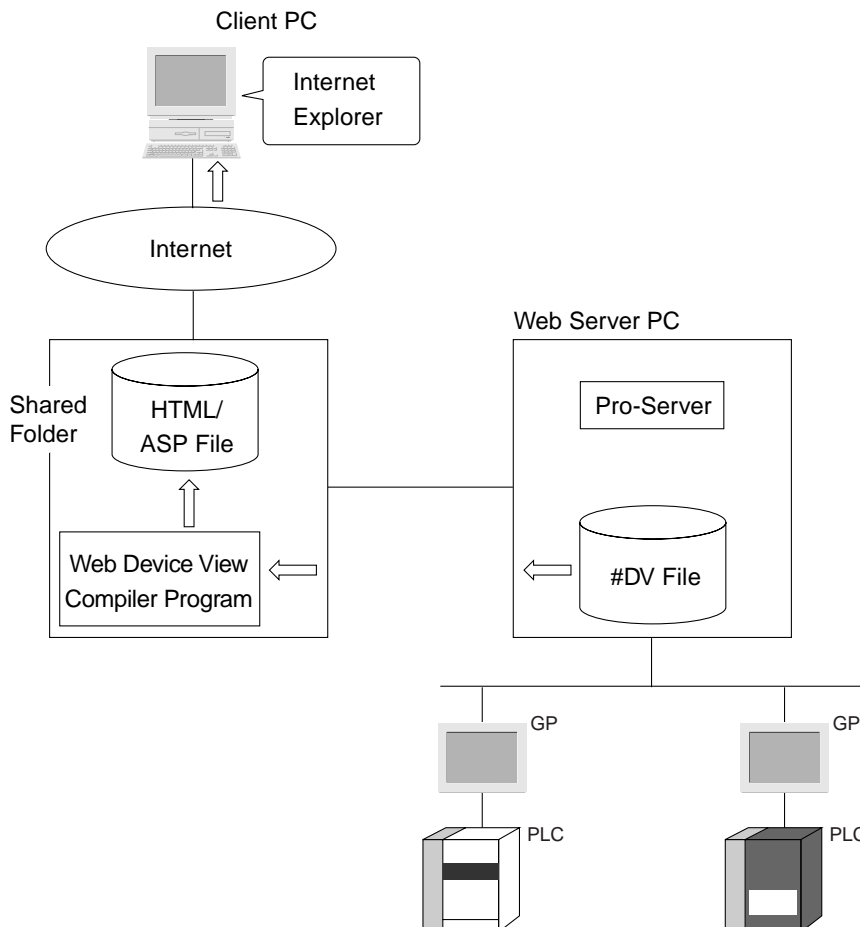 Client PC
Internet
Explorer
Internet
Web Server PC
Shared
Folder
HTML/
ASP File
Pro-Server
Web Device View
Compiler Program
#DV File
GP
GP
PLC
PLC